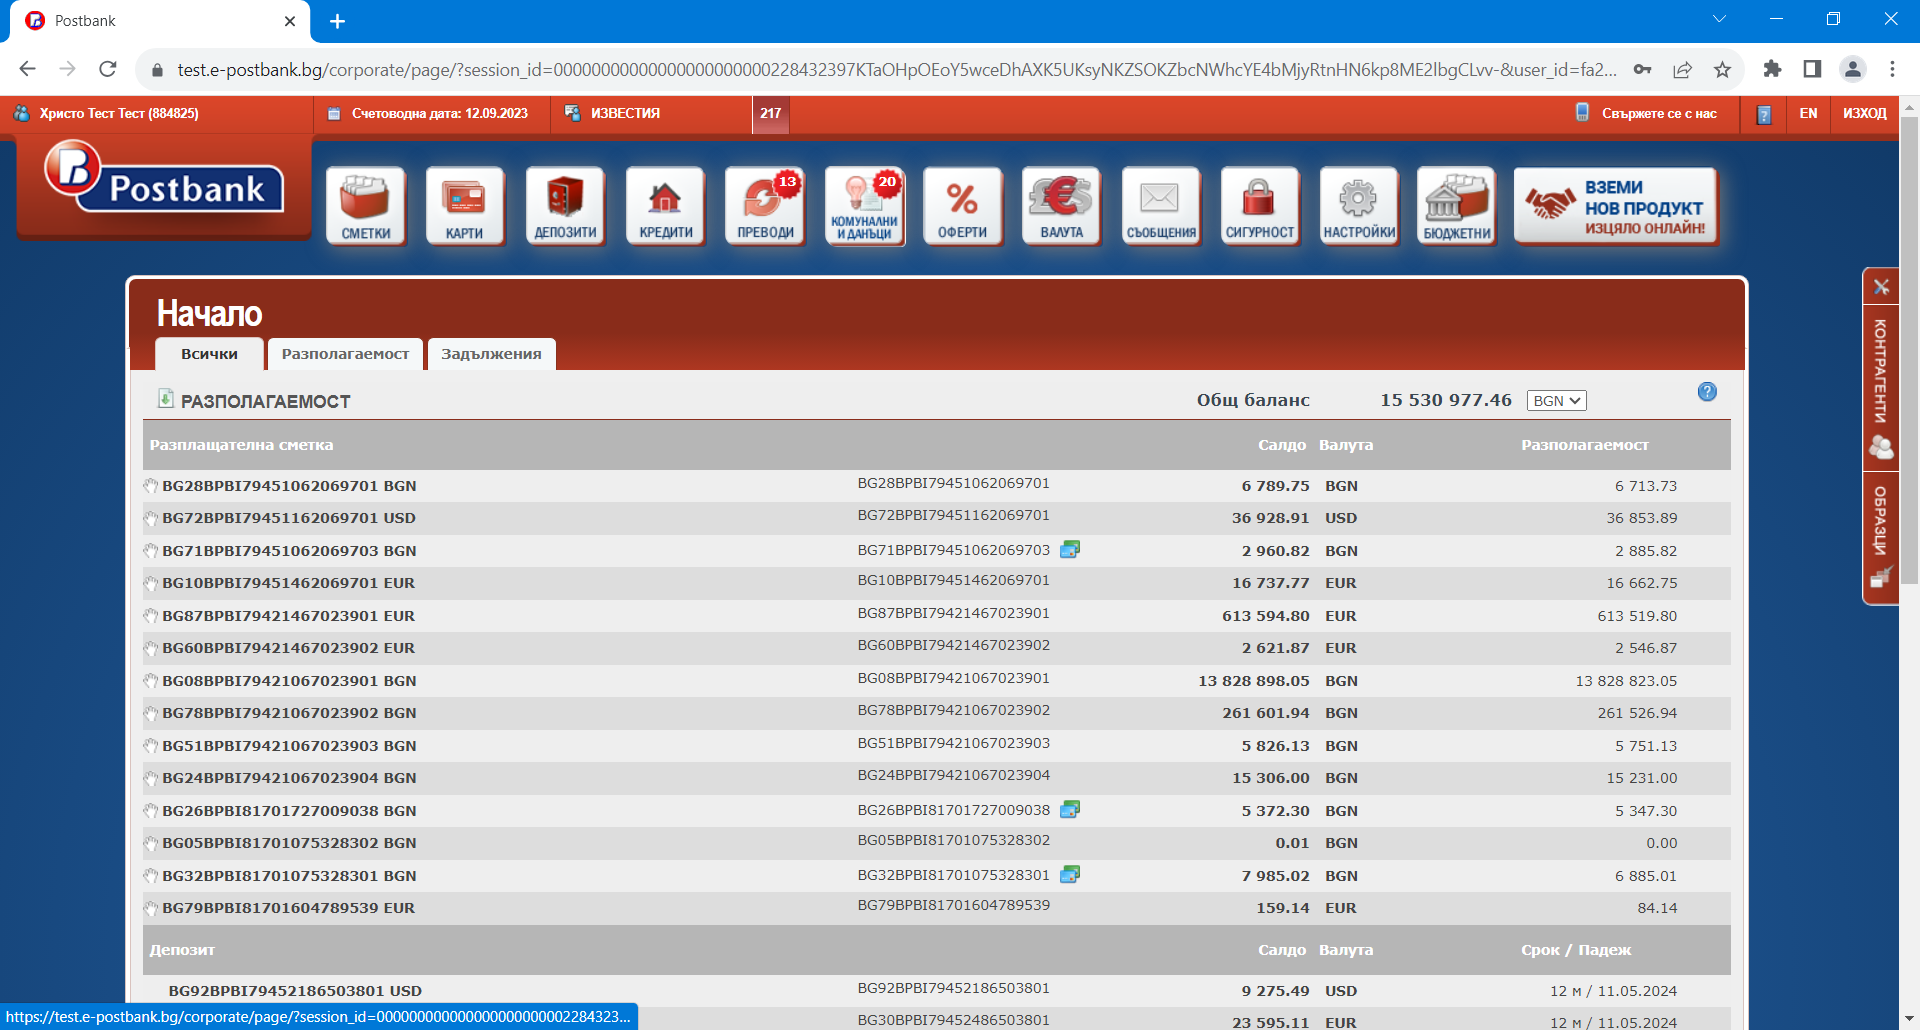 Postbank
test.e-postbank.bg/corporate/page/?session_id=0000000000000000000000228432397KTaOHpOEoY5wceDhAXK5UKsyNKZSOKZbcNWhcYE4bMjyRtnHN6kp8ME2lbgCLvv-&user_id=fa2...
Христо Тест Тест (884825) Счетоводна дата: 12.09.2023 ИЗВЕСТИЯ 217 Свържете се с нас EN ИЗХОД
Postbank
СМЕТКИ
КАРТИ
ДЕПОЗИТИ
КРЕДИТИ
13
ПРЕВОДИ
20
КОМУНАЛНИ
И ДАНЪЦИ
ОФЕРТИ
ВАЛУТА
СЪОБЩЕНИЯ
СИГУРНОСТ
НАСТРОЙКИ
БЮДЖЕТНИ
ВЗЕМИ
НОВ ПРОДУКТ
ИЗЦЯЛО ОНЛАЙН!
КОНТРАГЕНТИ
ОБРАЗЦИ
Начало
Всички Разполагаемост Задължения
РАЗПОЛАГАЕМОСТ Общ баланс 15 530 977.46 BGN
Разплащателна сметка Салдо Валута Разполагаемост
BG28BPBI79451062069701 BGN BG28BPBI79451062069701 6 789.75 BGN 6 713.73
BG72BPBI79451162069701 USD BG72BPBI79451162069701 36 928.91 USD 36 853.89
BG71BPBI79451062069703 BGN BG71BPBI79451062069703 2 960.82 BGN 2 885.82
BG10BPBI79451462069701 EUR BG10BPBI79451462069701 16 737.77 EUR 16 662.75
BG87BPBI79421467023901 EUR BG87BPBI79421467023901 613 594.80 EUR 613 519.80
BG60BPBI79421467023902 EUR BG60BPBI79421467023902 2 621.87 EUR 2 546.87
BG08BPBI79421067023901 BGN BG08BPBI79421067023901 13 828 898.05 BGN 13 828 823.05
BG78BPBI79421067023902 BGN BG78BPBI79421067023902 261 601.94 BGN 261 526.94
BG51BPBI79421067023903 BGN BG51BPBI79421067023903 5 826.13 BGN 5 751.13
BG24BPBI79421067023904 BGN BG24BPBI79421067023904 15 306.00 BGN 15 231.00
BG26BPBI81701727009038 BGN BG26BPBI81701727009038 5 372.30 BGN 5 347.30
BG05BPBI81701075328302 BGN BG05BPBI81701075328302 0.01 BGN 0.00
BG32BPBI81701075328301 BGN BG32BPBI81701075328301 7 985.02 BGN 6 885.01
BG79BPBI81701604789539 EUR BG79BPBI81701604789539 159.14 EUR 84.14
Депозит Салдо Валута Срок / Падеж
BG92BPBI79452186503801 USD BG92BPBI79452186503801 9 275.49 USD 12 м / 11.05.2024
BG30BPBI79452486503801 23 595.11 EUR 12 м / 11.05.2024
https://test.e-postbank.bg/corporate/page/?session_id=00000000000000000000002284323...